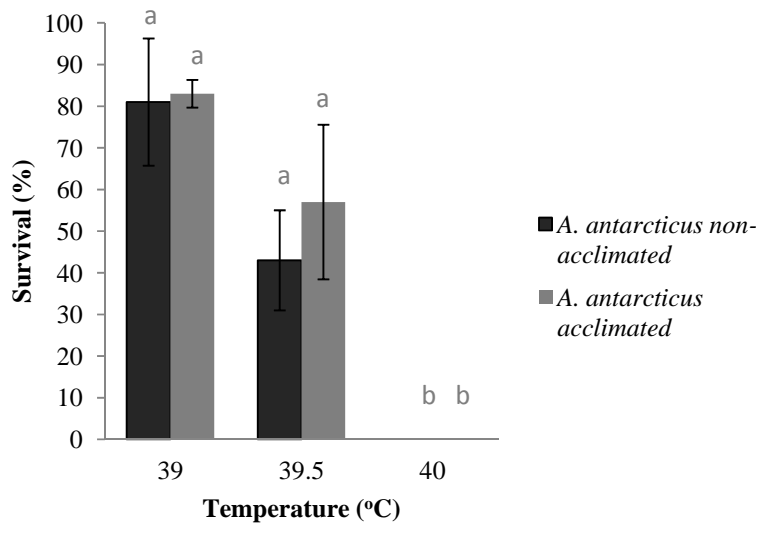 100
90
80
70
60
50
40
30
20
10
0
Survival (%)
a
a
a
a
b b
39 39.5 40
Temperature (°C)
A. antarcticus non-
acclimated
A. antarcticus
acclimated